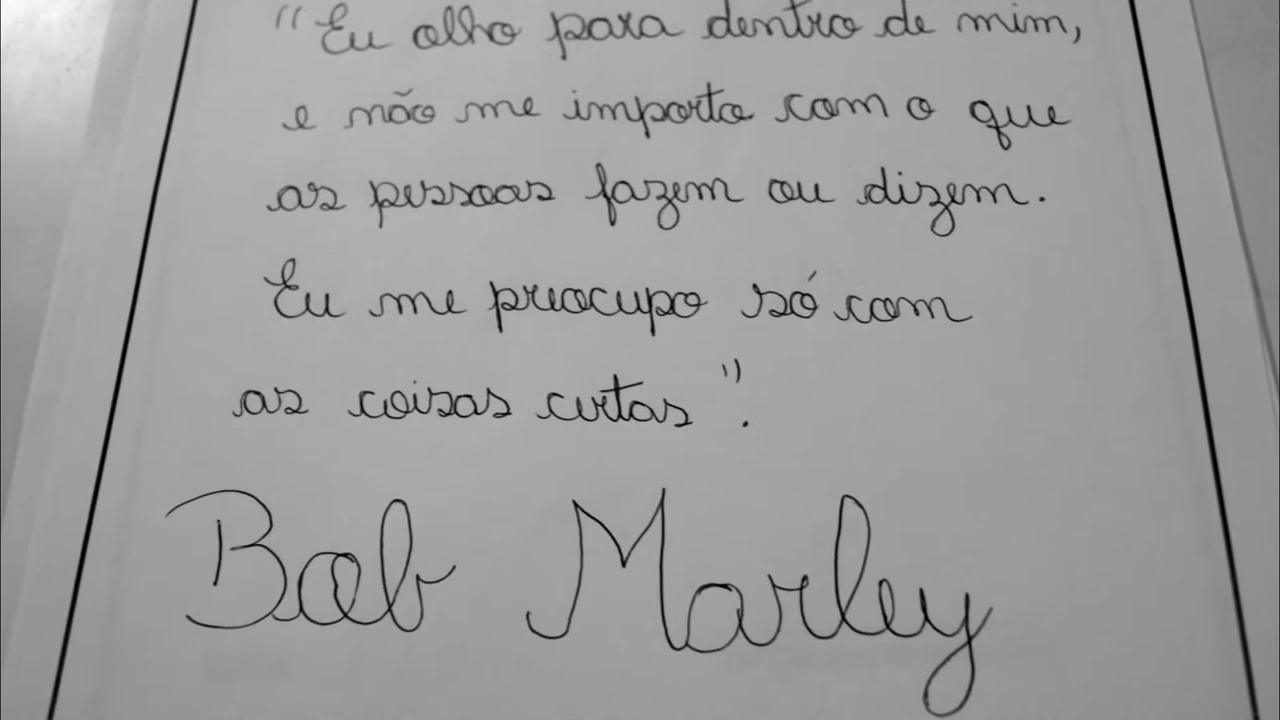 "Eu olho para dentro de mim,
e não me importo com o que
as pessoas fazem ou dizem.
Eu me preocupo só com
as coisas certas".
Bob Marley